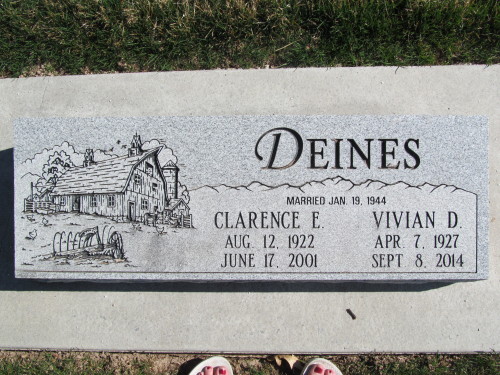 DEINES
MARRIED JAN. 19, 1944
CLARENCE E. VIVIAN D.
AUG. 12, 1922 APR. 7, 1927
JUNE 17, 2001 SEPT 8, 2014